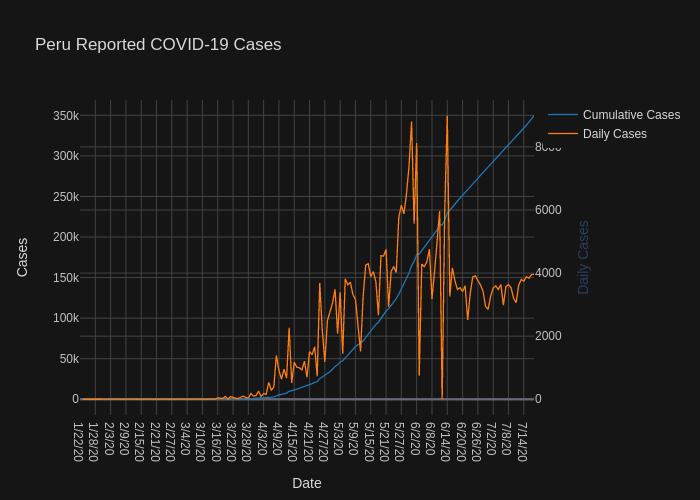 Peru Reported COVID-19 Cases
Cumulative Cases
Daily Cases
350k
300k
250k
200k
150k
100k
50k
0
8000
6000
4000
2000
0
Cases
Daily Cases
1/22/20
1/28/20
2/3/20
2/9/20
2/15/20
2/21/20
2/27/20
3/4/20
3/10/20
3/16/20
3/22/20
3/28/20
4/3/20
4/9/20
4/15/20
4/21/20
4/27/20
5/3/20
5/9/20
5/15/20
5/21/20
5/27/20
6/2/20
6/8/20
6/14/20
6/20/20
6/26/20
7/2/20
7/8/20
7/14/20
Date